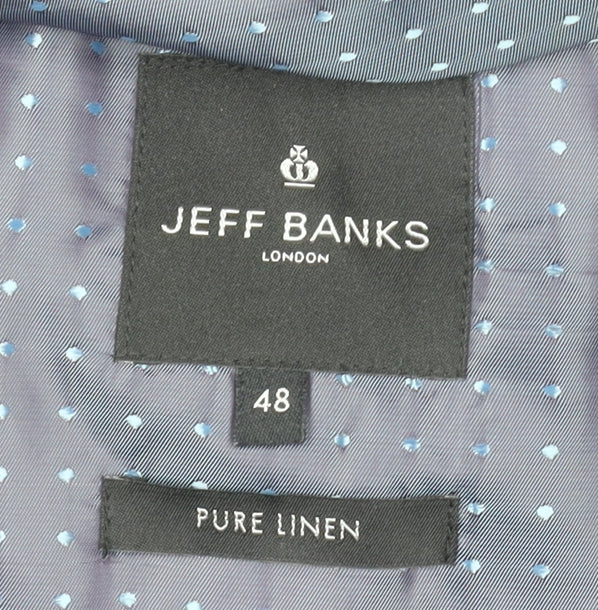 JEFF BANKS
LONDON
48
PURE LINEN